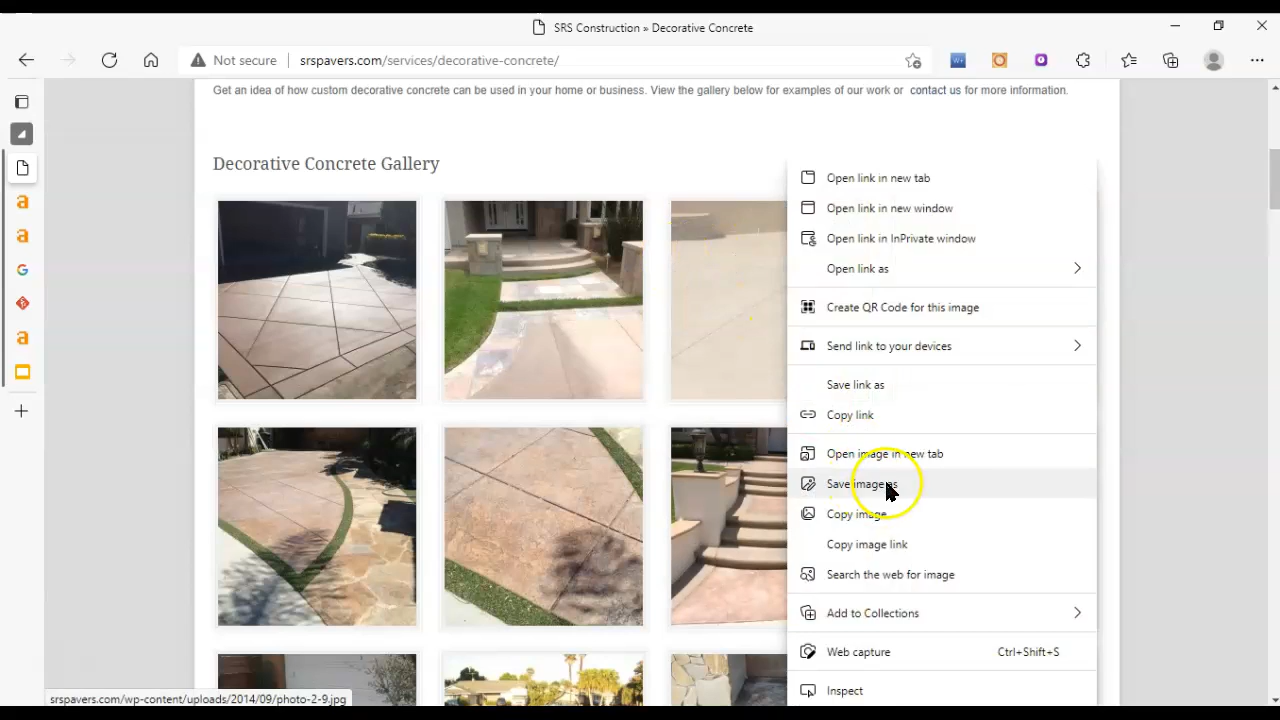 SRS Construction » Decorative Concrete
Not secure
srspavers.com/services/decorative-concrete/
Get an idea of how custom decorative concrete can be used in your home or business. View the gallery below for examples of our work or contact us for more information.
Decorative Concrete Gallery
Open link in new tab
Open link in new window
Open link in InPrivate window
Open link as
Create QR Code for this image
Send link to your devices
Save link as
Copy link
Open image in new tab
Save image as
Copy image
Copy image link
Search the web for image
Add to Collections
Web capture Ctrl+Shift+S
Inspect
srspavers.com/wp-content/uploads/2014/09/photo-2-9.jpg